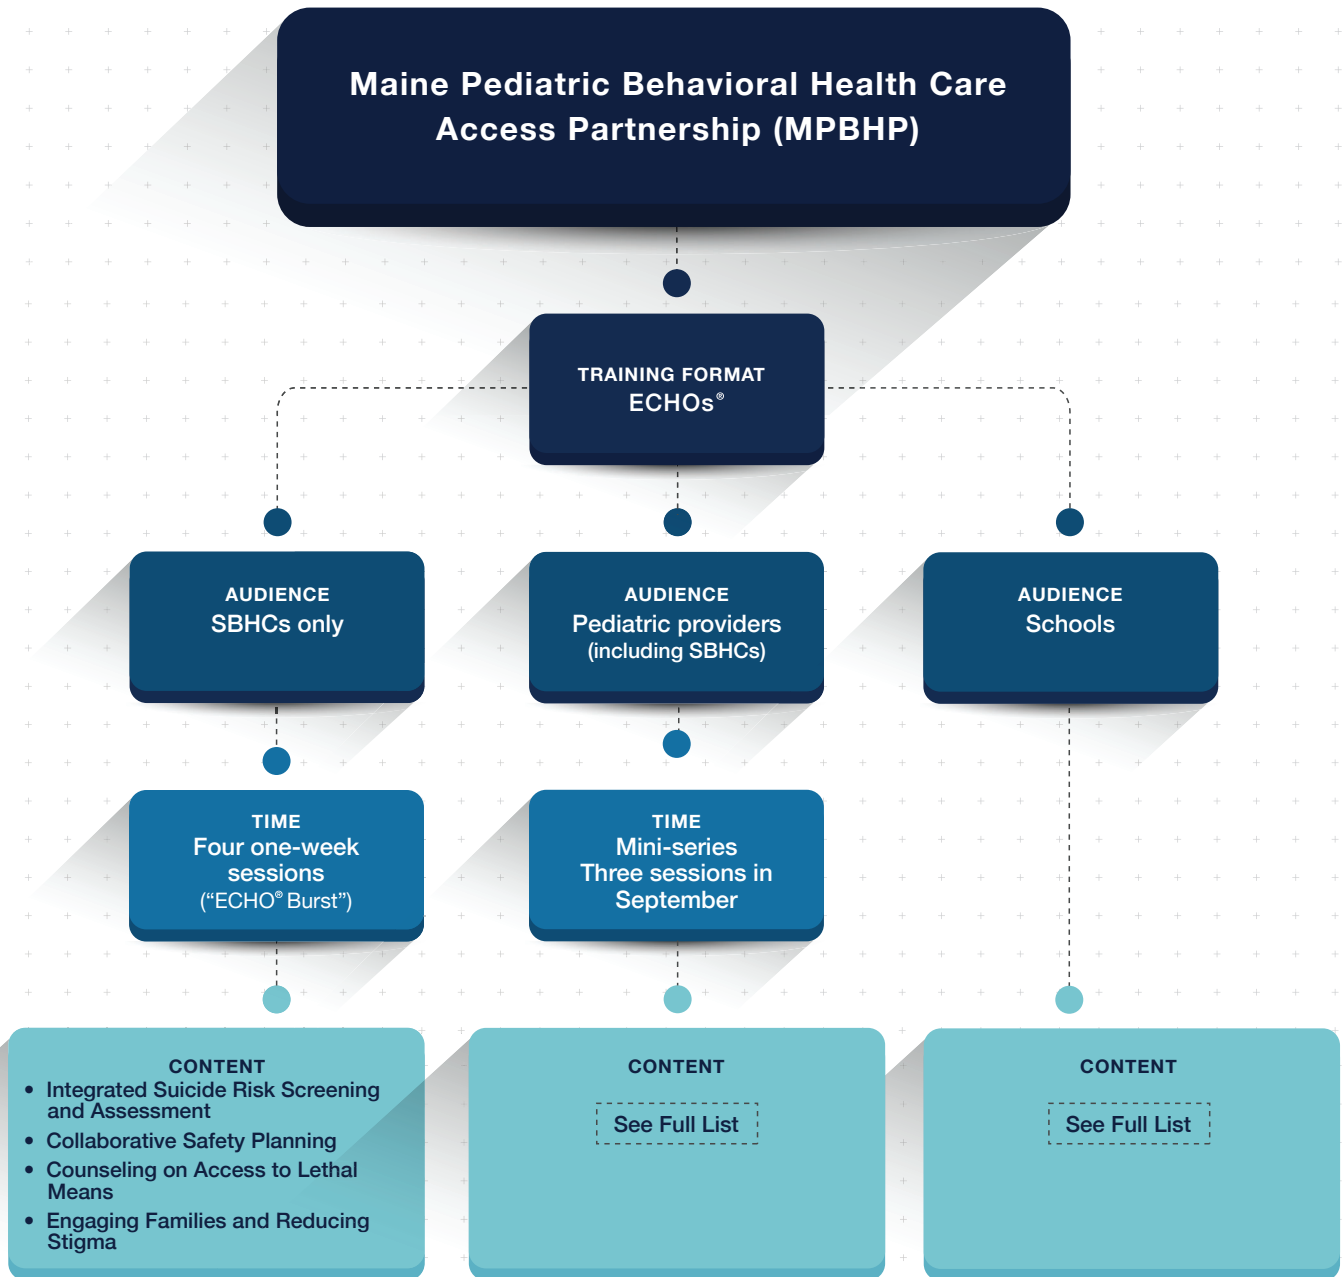 Maine Pediatric Behavioral Health Care
Access Partnership (MPBHP)
TRAINING FORMAT
ECHOs®
AUDIENCE
SBHCs only
AUDIENCE
Pediatric providers
(including SBHCs)
AUDIENCE
Schools
TIME
Four one-week
sessions
(“ECHO® Burst”)
TIME
Mini-series
Three sessions in
September
CONTENT
• Integrated Suicide Risk Screening
and Assessment
• Collaborative Safety Planning
• Counseling on Access to Lethal
Means
• Engaging Families and Reducing
Stigma
CONTENT
See Full List
CONTENT
See Full List